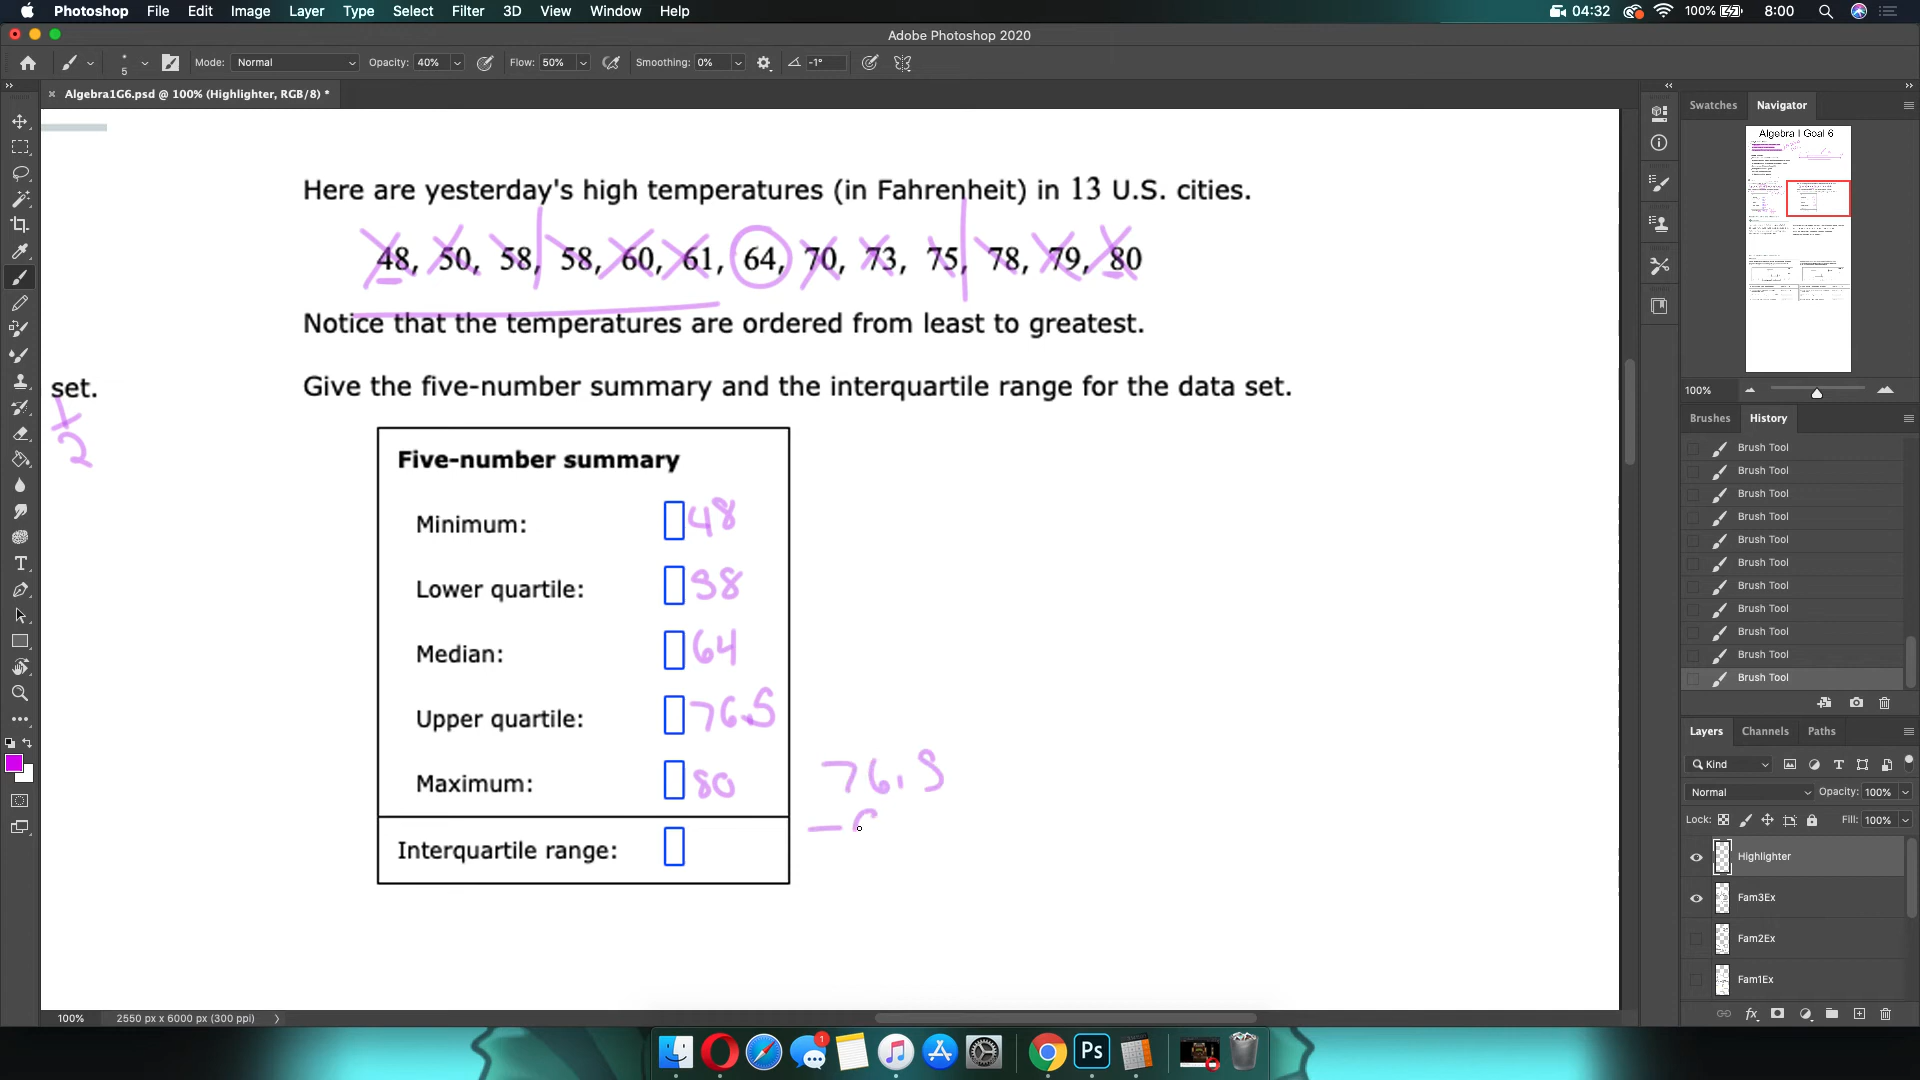 Photoshop File Edit Image Layer Type Select Filter 3D View Window Help 04:32 100% 8:00
Adobe Photoshop 2020
5 Mode: Normal Opacity: 40% Flow: 50% Smoothing: 0% -1°
Algebra1G6.psd @ 100% (Highlighter, RGB/8) *
Here are yesterday's high temperatures (in Fahrenheit) in 13 U.S. cities.
48, 50, 58, 58, 60, 61, 64, 70, 73, 75, 78, 79, 80
Notice that the temperatures are ordered from least to greatest.
set.
2
Give the five-number summary and the interquartile range for the data set.
Five-number summary
Minimum: 48
Lower quartile: 58
Median: 64
Upper quartile: 76.5
Maximum: 80
Interquartile range:
76.5
–
100% 2550 px x 6000 px (300 ppi)
Swatches Navigator
Algebra I Goal 6
100%
Brushes History
Brush Tool
Brush Tool
Brush Tool
Brush Tool
Brush Tool
Brush Tool
Brush Tool
Brush Tool
Brush Tool
Brush Tool
Brush Tool
Layers Channels Paths
Kind
Normal Opacity: 100%
Lock: Fill: 100%
Highlighter
Fam3Ex
Fam2Ex
Fam1Ex
fx
1
Ps